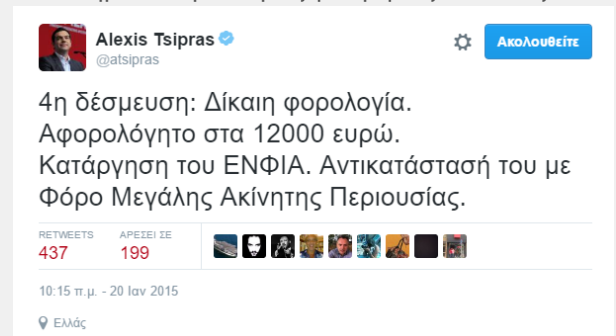 Alexis Tsipras
@atsipras
Ακολουθείτε
4η δέσμευση: Δίκαιη φορολογία.
Αφορολόγητο στα 12000 ευρώ.
Κατάργηση του ΕΝΦΙΑ. Αντικατάστασή του με
Φόρο Μεγάλης Ακίνητης Περιουσίας.
RETWEETS ΑΡΕΣΕΙ ΣΕ
437 199
10:15 π.μ. - 20 Ιαν 2015
Ελλάς